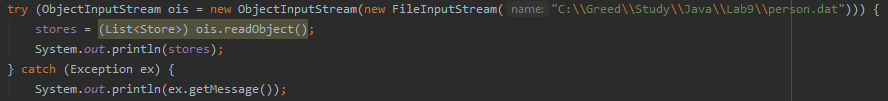 try (ObjectInputStream ois = new ObjectInputStream(new FileInputStream( name: "C:\\Greed\\Study\\Java\\Lab9\\person.dat"))) {
stores = (List<Store>) ois.readObject();
System.out.println(stores);
} catch (Exception ex) {
System.out.println(ex.getMessage());